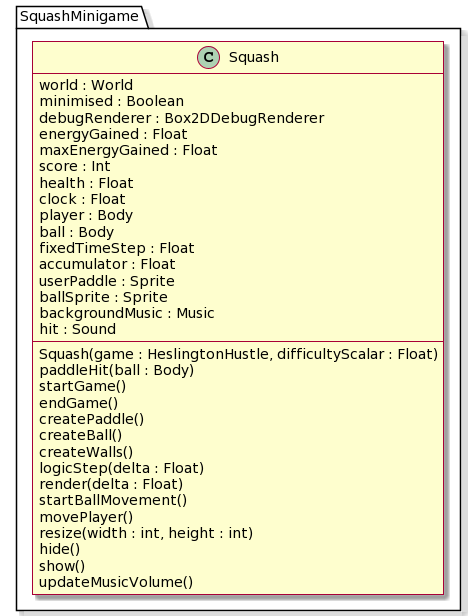 SquashMinigame
C Squash
world : World
minimised : Boolean
debugRenderer : Box2DDebugRenderer
energyGained : Float
maxEnergyGained : Float
score : Int
health : Float
clock : Float
player : Body
ball : Body
fixedTimeStep : Float
accumulator : Float
userPaddle : Sprite
ballSprite : Sprite
backgroundMusic : Music
hit : Sound
Squash(game : HeslingtonHustle, difficultyScalar : Float)
paddleHit(ball : Body)
startGame()
endGame()
createPaddle()
createBall()
createWalls()
logicStep(delta : Float)
render(delta : Float)
startBallMovement()
movePlayer()
resize(width : int, height : int)
hide()
show()
updateMusicVolume()